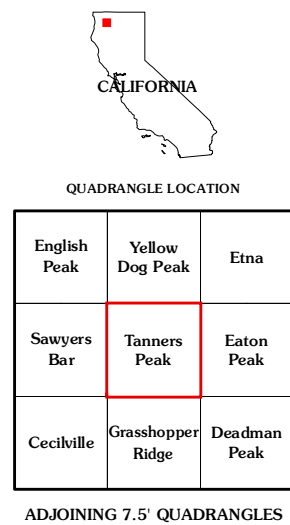 CALIFORNIA
QUADRANGLE LOCATION
English
Peak
Yellow
Dog Peak
Etna
Sawyers
Bar
Tanners
Peak
Eaton
Peak
Cecilville
Grasshopper
Ridge
Deadman
Peak
ADJOINING 7.5' QUADRANGLES